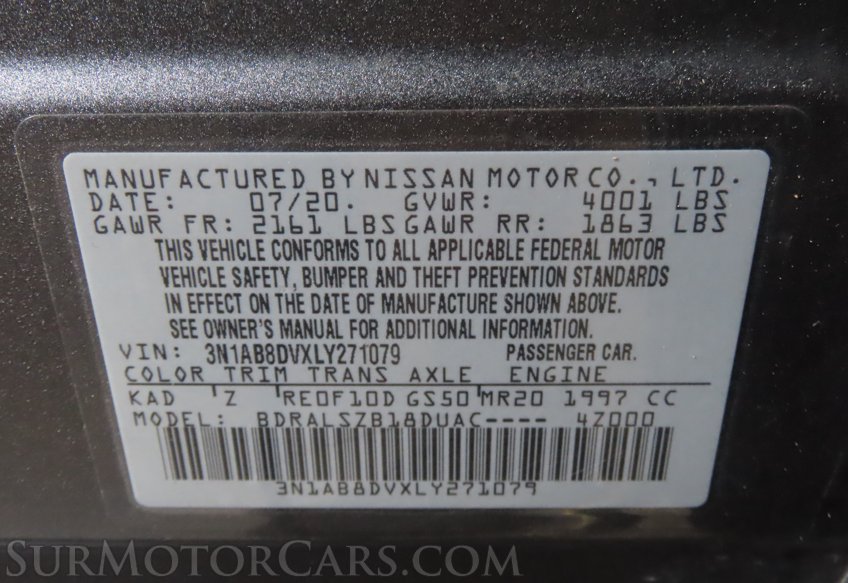 MANUFACTURED BY NISSAN MOTOR CO., LTD.
DATE: 07/20. GVWR: 4001 LBS
GAWR FR: 2161 LBS GAWR RR: 1863 LBS
THIS VEHICLE CONFORMS TO ALL APPLICABLE FEDERAL MOTOR
VEHICLE SAFETY, BUMPER AND THEFT PREVENTION STANDARDS
IN EFFECT ON THE DATE OF MANUFACTURE SHOWN ABOVE.
SEE OWNER'S MANUAL FOR ADDITIONAL INFORMATION.
VIN: 3N1AB8DVXLY271079 PASSENGER CAR.
COLOR TRIM TRANS AXLE ENGINE
KAD Z RE0F10D GS50 MR20 1997 CC
MODEL: BDRALSZB18DUAC---- 4Z000
3N1AB8DVXLY271079
SURMOTORCARS.COM